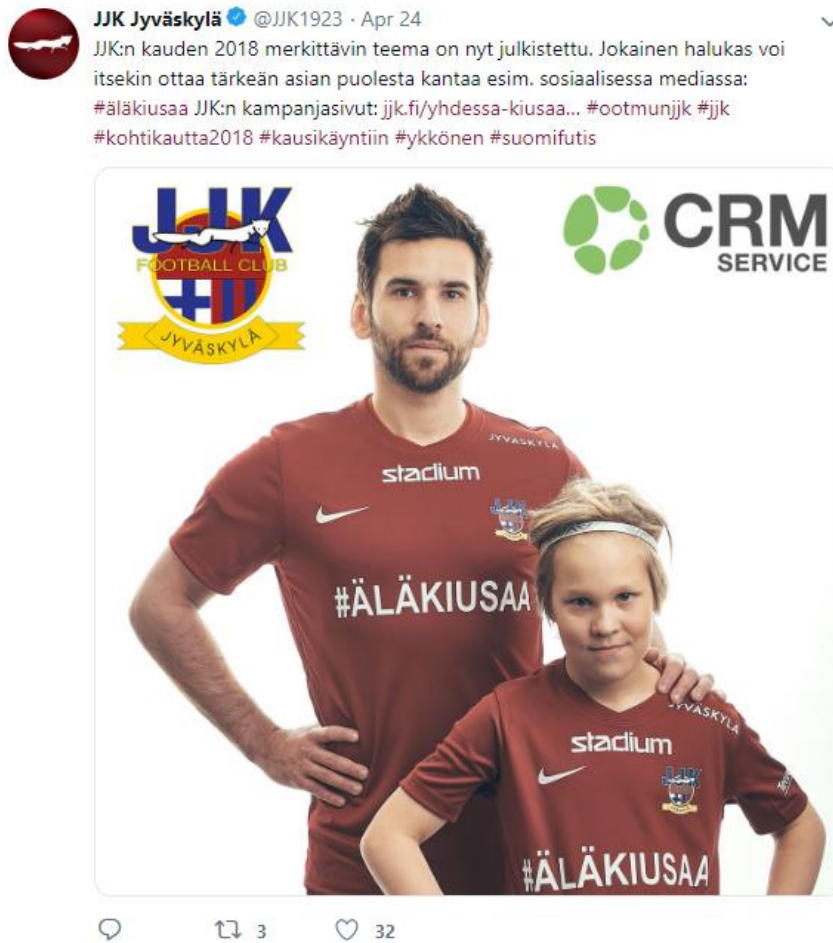 JJK Jyväskylä @JJK1923 · Apr 24
JJK:n kauden 2018 merkittävin teema on nyt julkistettu. Jokainen halukas voi
itsekin ottaa tärkeän asian puolesta kantaa esim. sosiaalisessa mediassa:
#äläkiusaa JJK:n kampanjasivut: jjk.fi/yhdessa-kiusaa... #ootmunjjk #jjk
#kohtikautta2018 #kausikäyntiin #ykkönen #suomifutis
JJK
FOOTBALL CLUB
JYVÄSKYLÄ
CRM
SERVICE
JYVÄSKYLÄ
stadium
JJK
#ÄLÄKIUSAA
JYVÄSKYLÄ
stadium
JJK
#ÄLÄKIUSAA
3
32